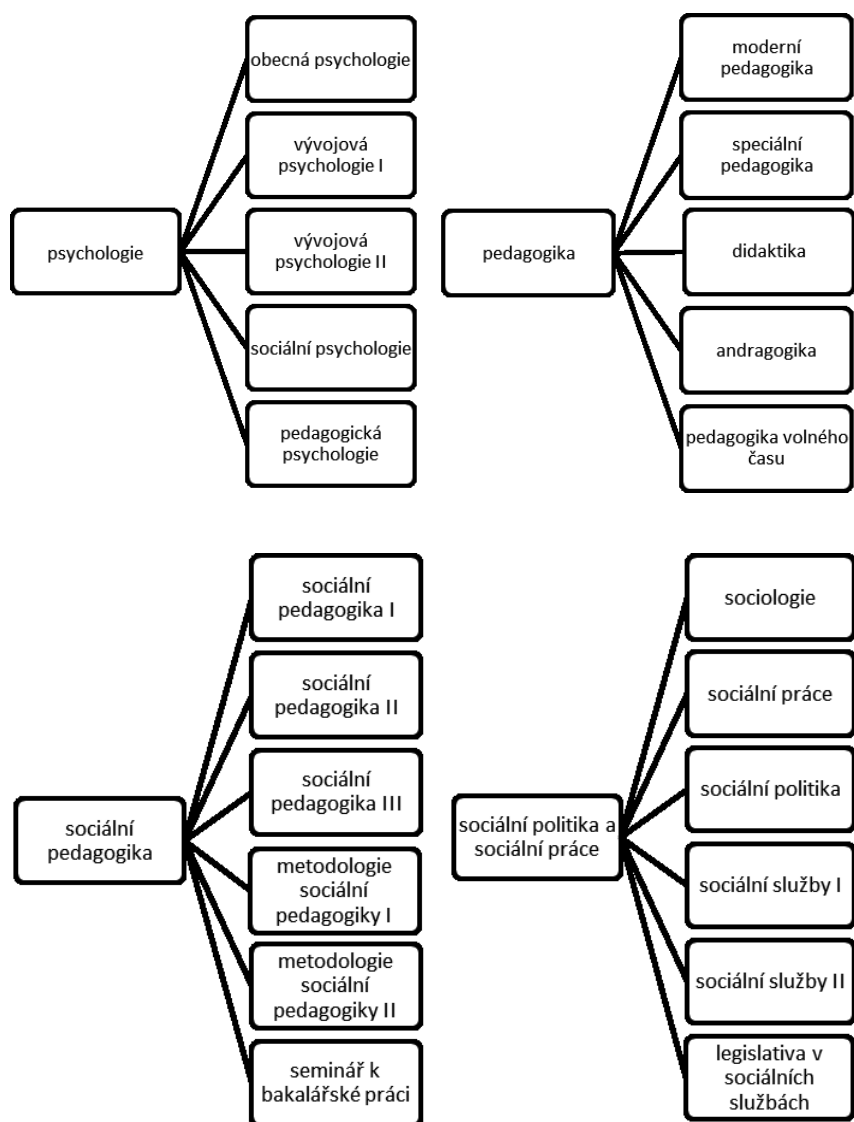 psychologie
obecná psychologie
vývojová
psychologie I
vývojová
psychologie II
sociální psychologie
pedagogická
psychologie
pedagogika
moderní
pedagogika
speciální
pedagogika
didaktika
andragogika
pedagogika volného
času
sociální
pedagogika
sociální
pedagogika I
sociální
pedagogika II
sociální
pedagogika III
metodologie
sociální
pedagogiky I
metodologie
sociální
pedagogiky II
seminář k
bakalářské práci
sociální politika a
sociální práce
sociologie
sociální práce
sociální politika
sociální služby I
sociální služby II
legislativa v
sociálních
službách